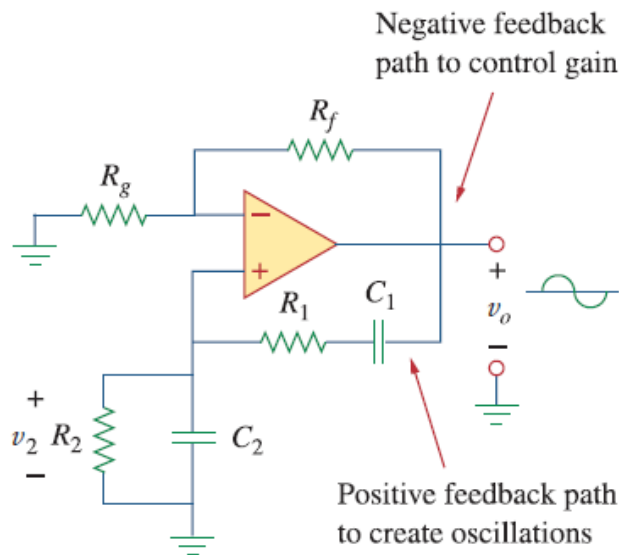 Negative feedback
path to control gain
R_f
R_g
−
+
R_1
C_1
+
v_o
−
+
v_2
−
R_2
C_2
Positive feedback path
to create oscillations